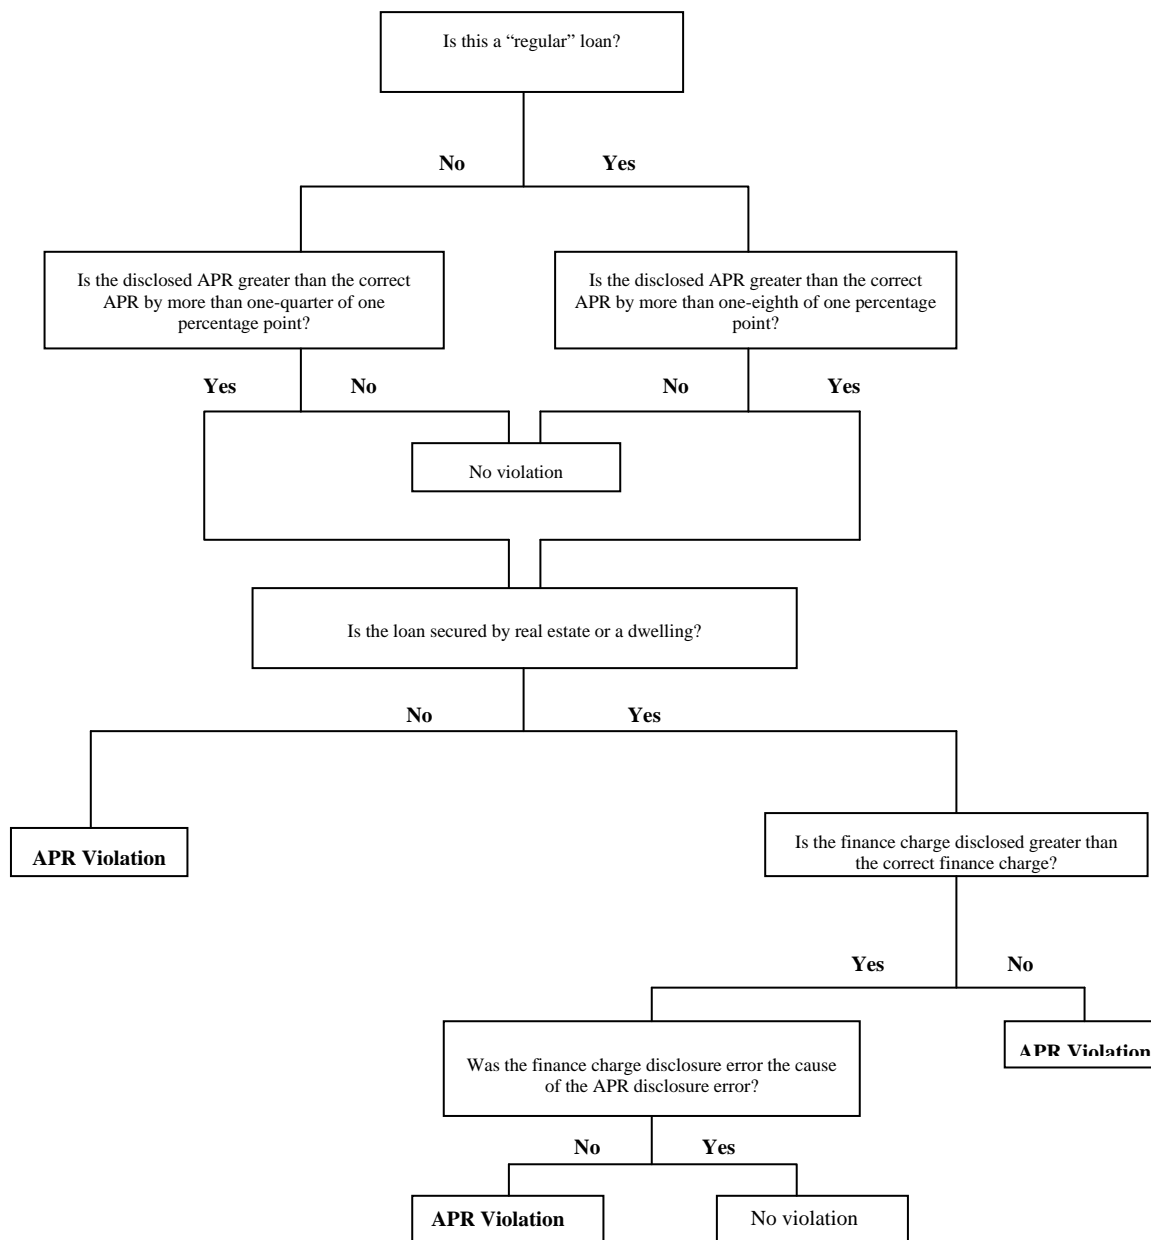 Is this a “regular” loan?
No
Yes
Is the disclosed APR greater than the correct
APR by more than one-quarter of one
percentage point?
Is the disclosed APR greater than the correct
APR by more than one-eighth of one percentage
point?
Yes
No
No
Yes
No violation
Is the loan secured by real estate or a dwelling?
No
Yes
APR Violation
Is the finance charge disclosed greater than
the correct finance charge?
Yes
No
Was the finance charge disclosure error the cause
of the APR disclosure error?
APR Violation
No
Yes
APR Violation
No violation